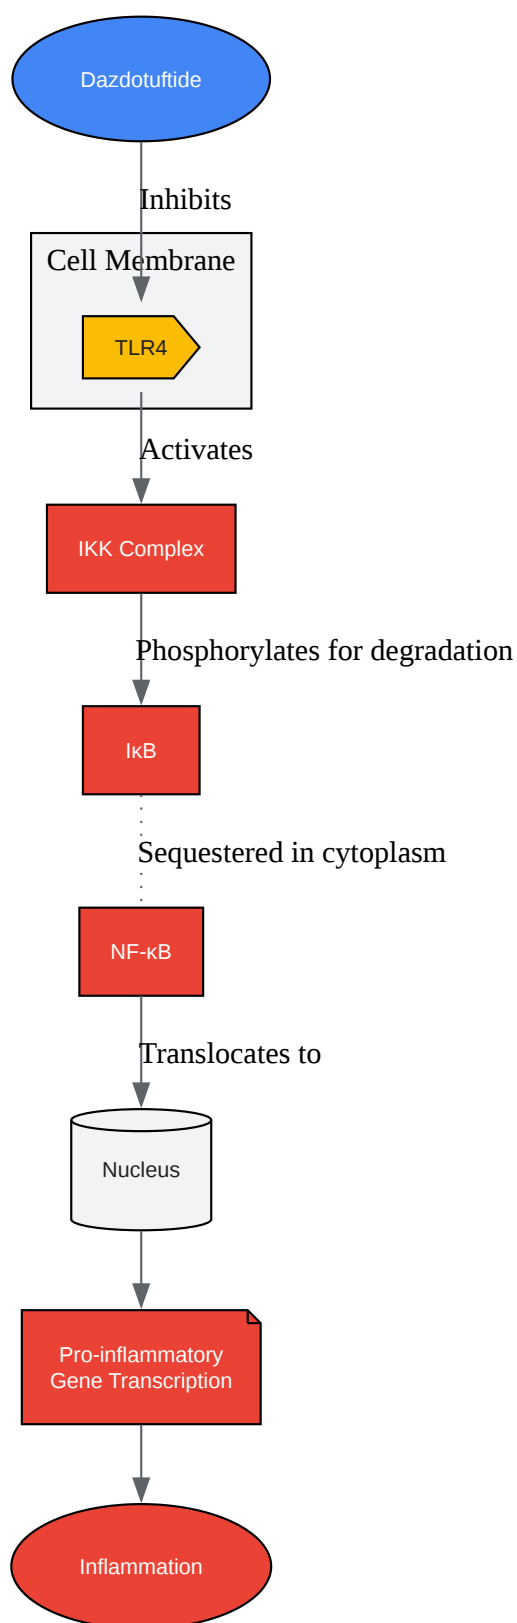 Dazdotuftide
Inhibits
Cell Membrane
TLR4
Activates
IKK Complex
Phosphorylates for degradation
IκB
Sequestered in cytoplasm
NF-κB
Translocates to
Nucleus
Pro-inflammatory
Gene Transcription
Inflammation